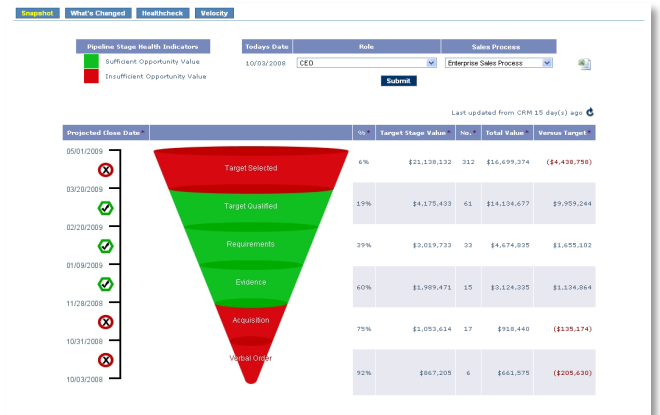 Snapshot What's Changed Healthcheck Velocity
Pipeline Stage Health Indicators Todays Date Role Sales Process
Sufficient Opportunity Value 10/03/2008 CEO Enterprise Sales Process
Insufficient Opportunity Value
Submit
Last updated from CRM 15 day(s) ago
Projected Close Date* %* Target Stage Value* No.* Total Value* Versus Target*
05/01/2009
Target Selected 6% $21,138,132 312 $16,699,374 ($4,438,758)
03/20/2009
Target Qualified 19% $4,175,433 61 $14,134,677 $9,959,244
02/20/2009
Requirements 39% $3,019,733 33 $4,674,835 $1,655,102
01/09/2009
Evidence 60% $1,989,471 15 $3,124,335 $1,134,864
11/28/2008
Acquisition 75% $1,053,614 17 $918,440 ($135,174)
10/31/2008
Verbal Order 92% $867,205 6 $661,575 ($205,630)
10/03/2008